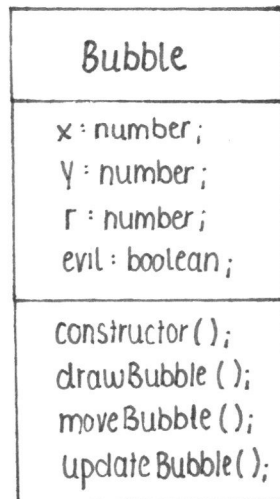 Bubble
x : number;
y : number;
r : number;
evil : boolean;
constructor();
drawBubble();
moveBubble();
updateBubble();